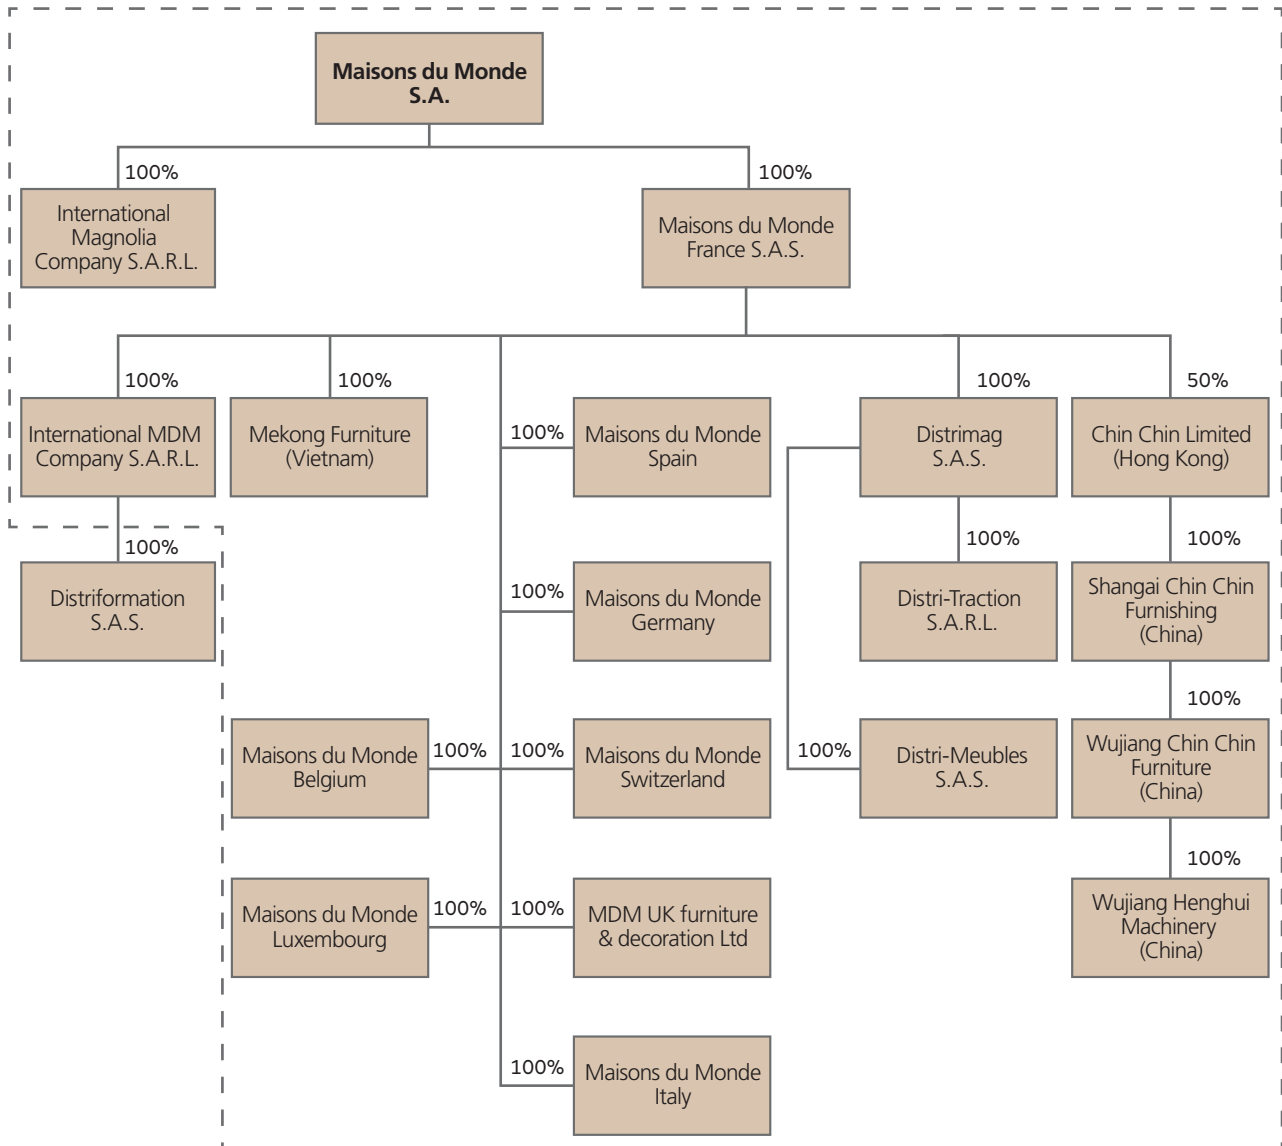 Maisons du Monde
S.A.
100%
100%
International
Magnolia
Company S.A.R.L.
Maisons du Monde
France S.A.S.
100%
100%
100%
50%
International MDM
Company S.A.R.L.
Mekong Furniture
(Vietnam)
100%
Maisons du Monde
Spain
Distrimag
S.A.S.
Chin Chin Limited
(Hong Kong)
100%
100%
100%
Distriformation
S.A.S.
100%
Maisons du Monde
Germany
Distri-Traction
S.A.R.L.
Shangai Chin Chin
Furnishing
(China)
100%
Maisons du Monde
Belgium
100%
100%
Maisons du Monde
Switzerland
100%
Distri-Meubles
S.A.S.
Wujiang Chin Chin
Furniture
(China)
100%
Maisons du Monde
Luxembourg
100%
100%
MDM UK furniture
& decoration Ltd
Wujiang Henghui
Machinery
(China)
100%
Maisons du Monde
Italy